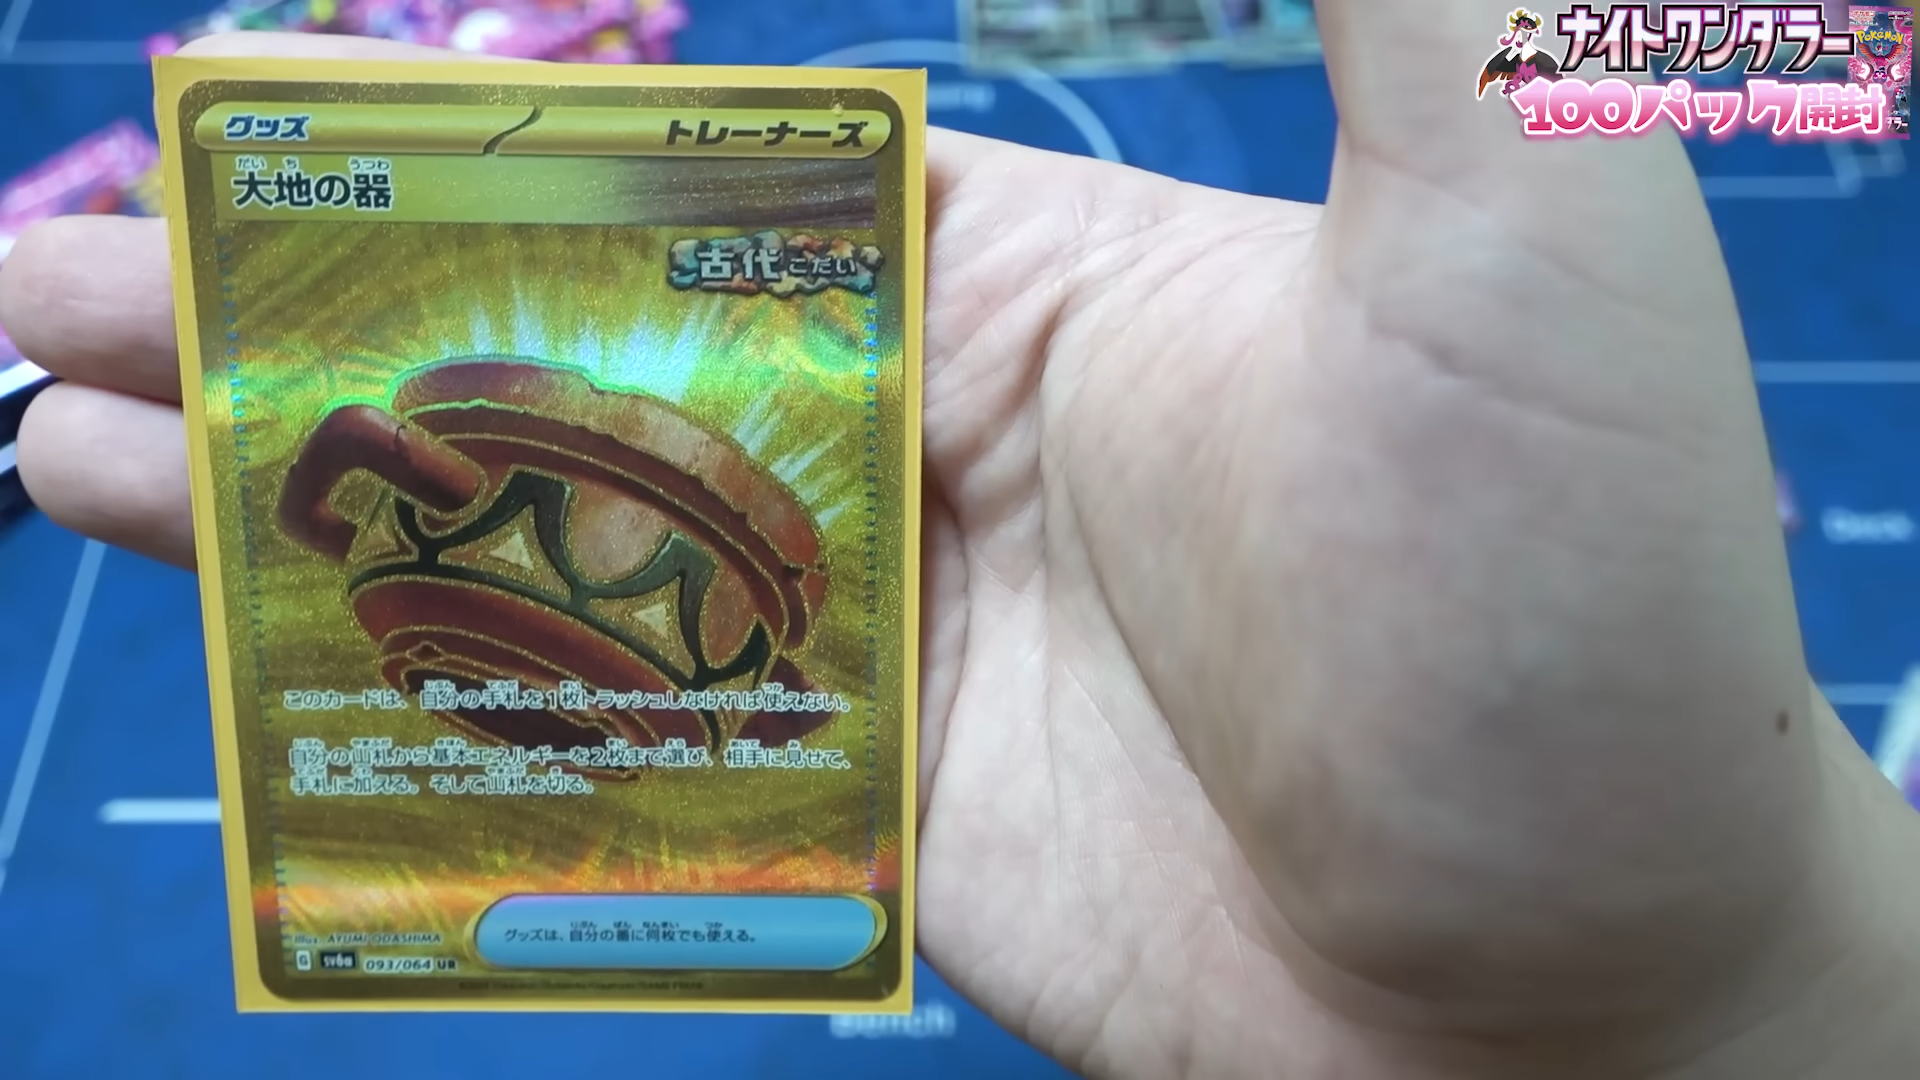 ナイトワンダラー
100パック開封
Pokémon
グッズ
トレーナーズ
だいち うつわ
大地の器
古代 こだい
このカードは、自分の手札を1枚トラッシュしなければ使えない。
自分の山札から基本エネルギーを2枚まで選び、相手に見せて、
手札に加える。そして山札を切る。
グッズは、自分の番に何枚でも使える。
Illus. AYUMI ODASHIMA
G sv6a 093/064 UR
Deck
Bench